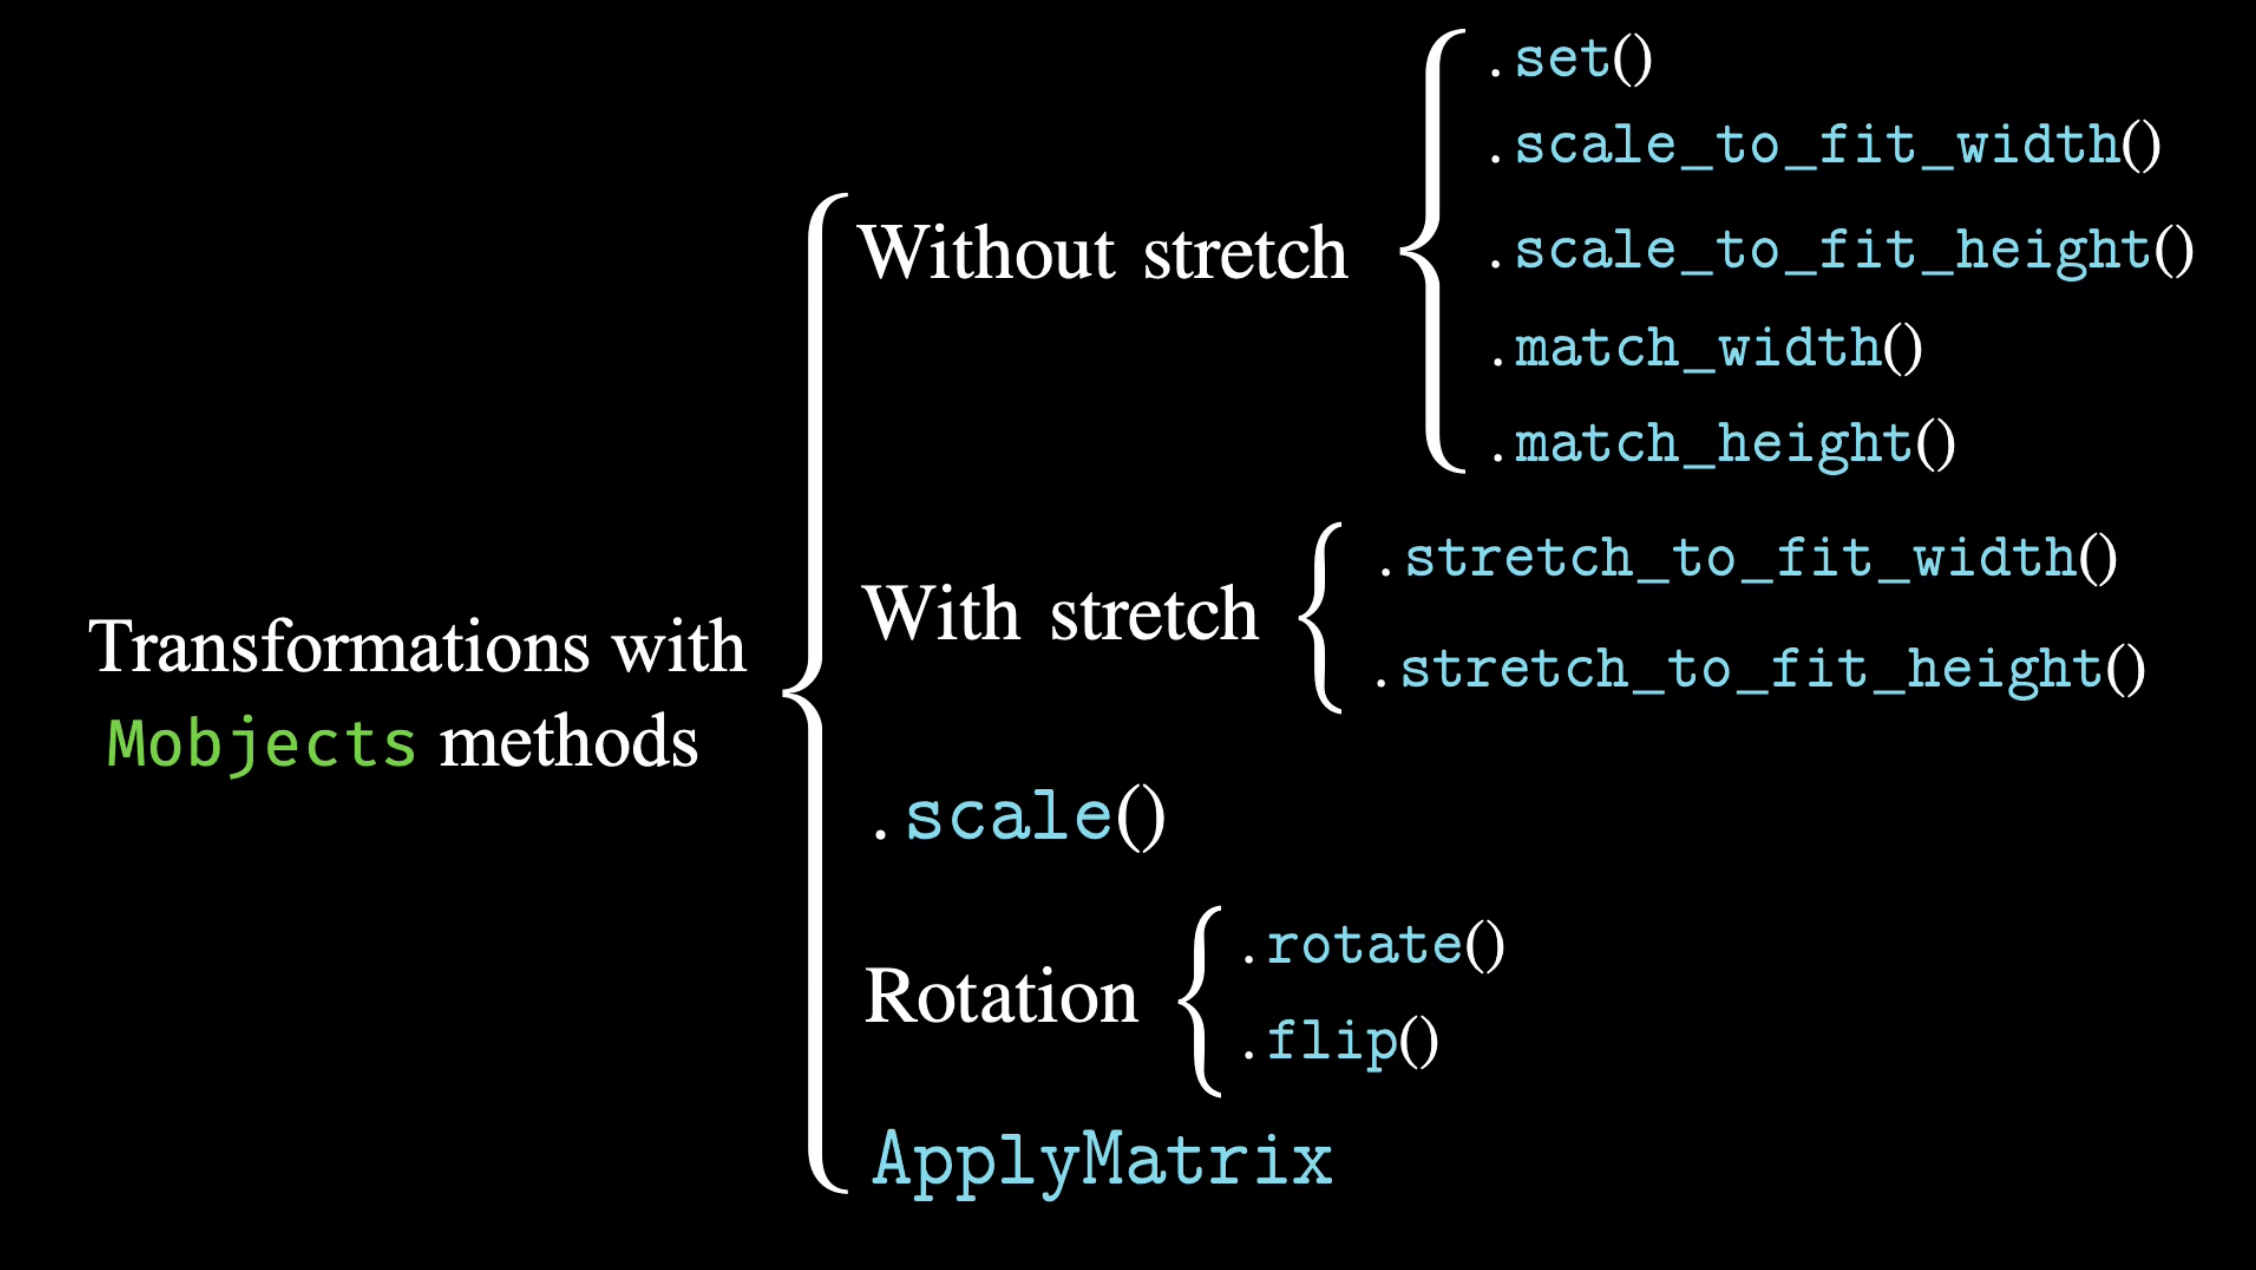 Transformations with
Mobjects methods
Without stretch
.set()
.scale_to_fit_width()
.scale_to_fit_height()
.match_width()
.match_height()
With stretch
.stretch_to_fit_width()
.stretch_to_fit_height()
.scale()
Rotation
.rotate()
.flip()
ApplyMatrix